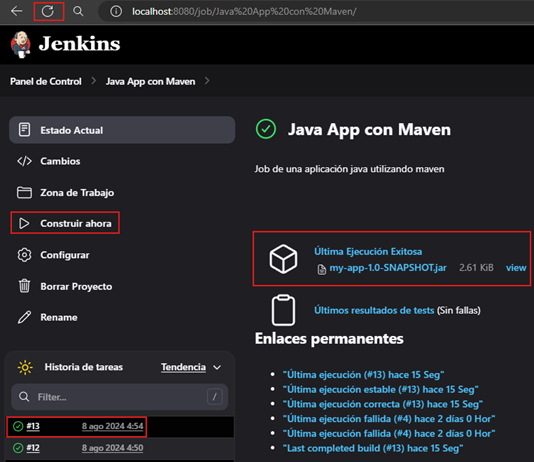 localhost:8080/job/Java%20App%20con%20Maven/
Jenkins
Panel de Control > Java App con Maven >
Estado Actual
Cambios
Zona de Trabajo
Construir ahora
Configurar
Borrar Proyecto
Rename
Historia de tareas Tendencia
Filter... /
#13 8 ago 2024 4:54
#12 8 ago 2024 4:50
Java App con Maven
Job de una aplicación java utilizando maven
Última Ejecución Exitosa
my-app-1.0-SNAPSHOT.jar 2.61 KiB view
Últimos resultados de tests (Sin fallas)
Enlaces permanentes
"Última ejecución (#13) hace 15 Seg"
"Última ejecución estable (#13) hace 15 Seg"
"Última ejecución correcta (#13) hace 15 Seg"
"Última ejecución fallida (#4) hace 2 días 0 Hor"
"Última ejecución fallida (#4) hace 2 días 0 Hor"
"Last completed build (#13) hace 15 Seg"